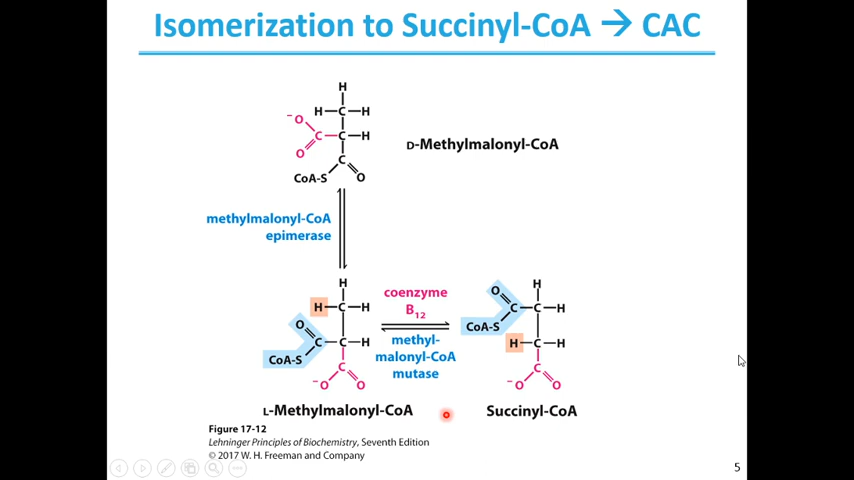 Isomerization to Succinyl-CoA → CAC
H
H—C—H
⁻O
C—C—H
O
C
CoA-S O
D-Methylmalonyl-CoA
methylmalonyl-CoA
epimerase
H
H—C—H
O
C—C—H
CoA-S
C
⁻O O
L-Methylmalonyl-CoA
coenzyme
B₁₂
methyl-
malonyl-CoA
mutase
O H
C—C—H
CoA-S
H—C—H
C
⁻O O
Succinyl-CoA
Figure 17-12
Lehninger Principles of Biochemistry, Seventh Edition
© 2017 W. H. Freeman and Company
5